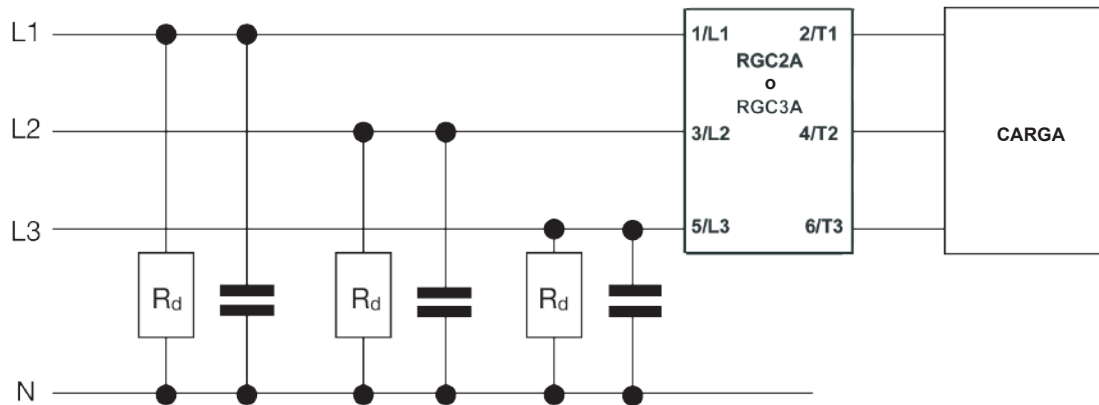 L1
1/L1 2/T1
RGC2A
o
RGC3A
L2
3/L2 4/T2
CARGA
L3
5/L3 6/T3
Rd
Rd
Rd
N